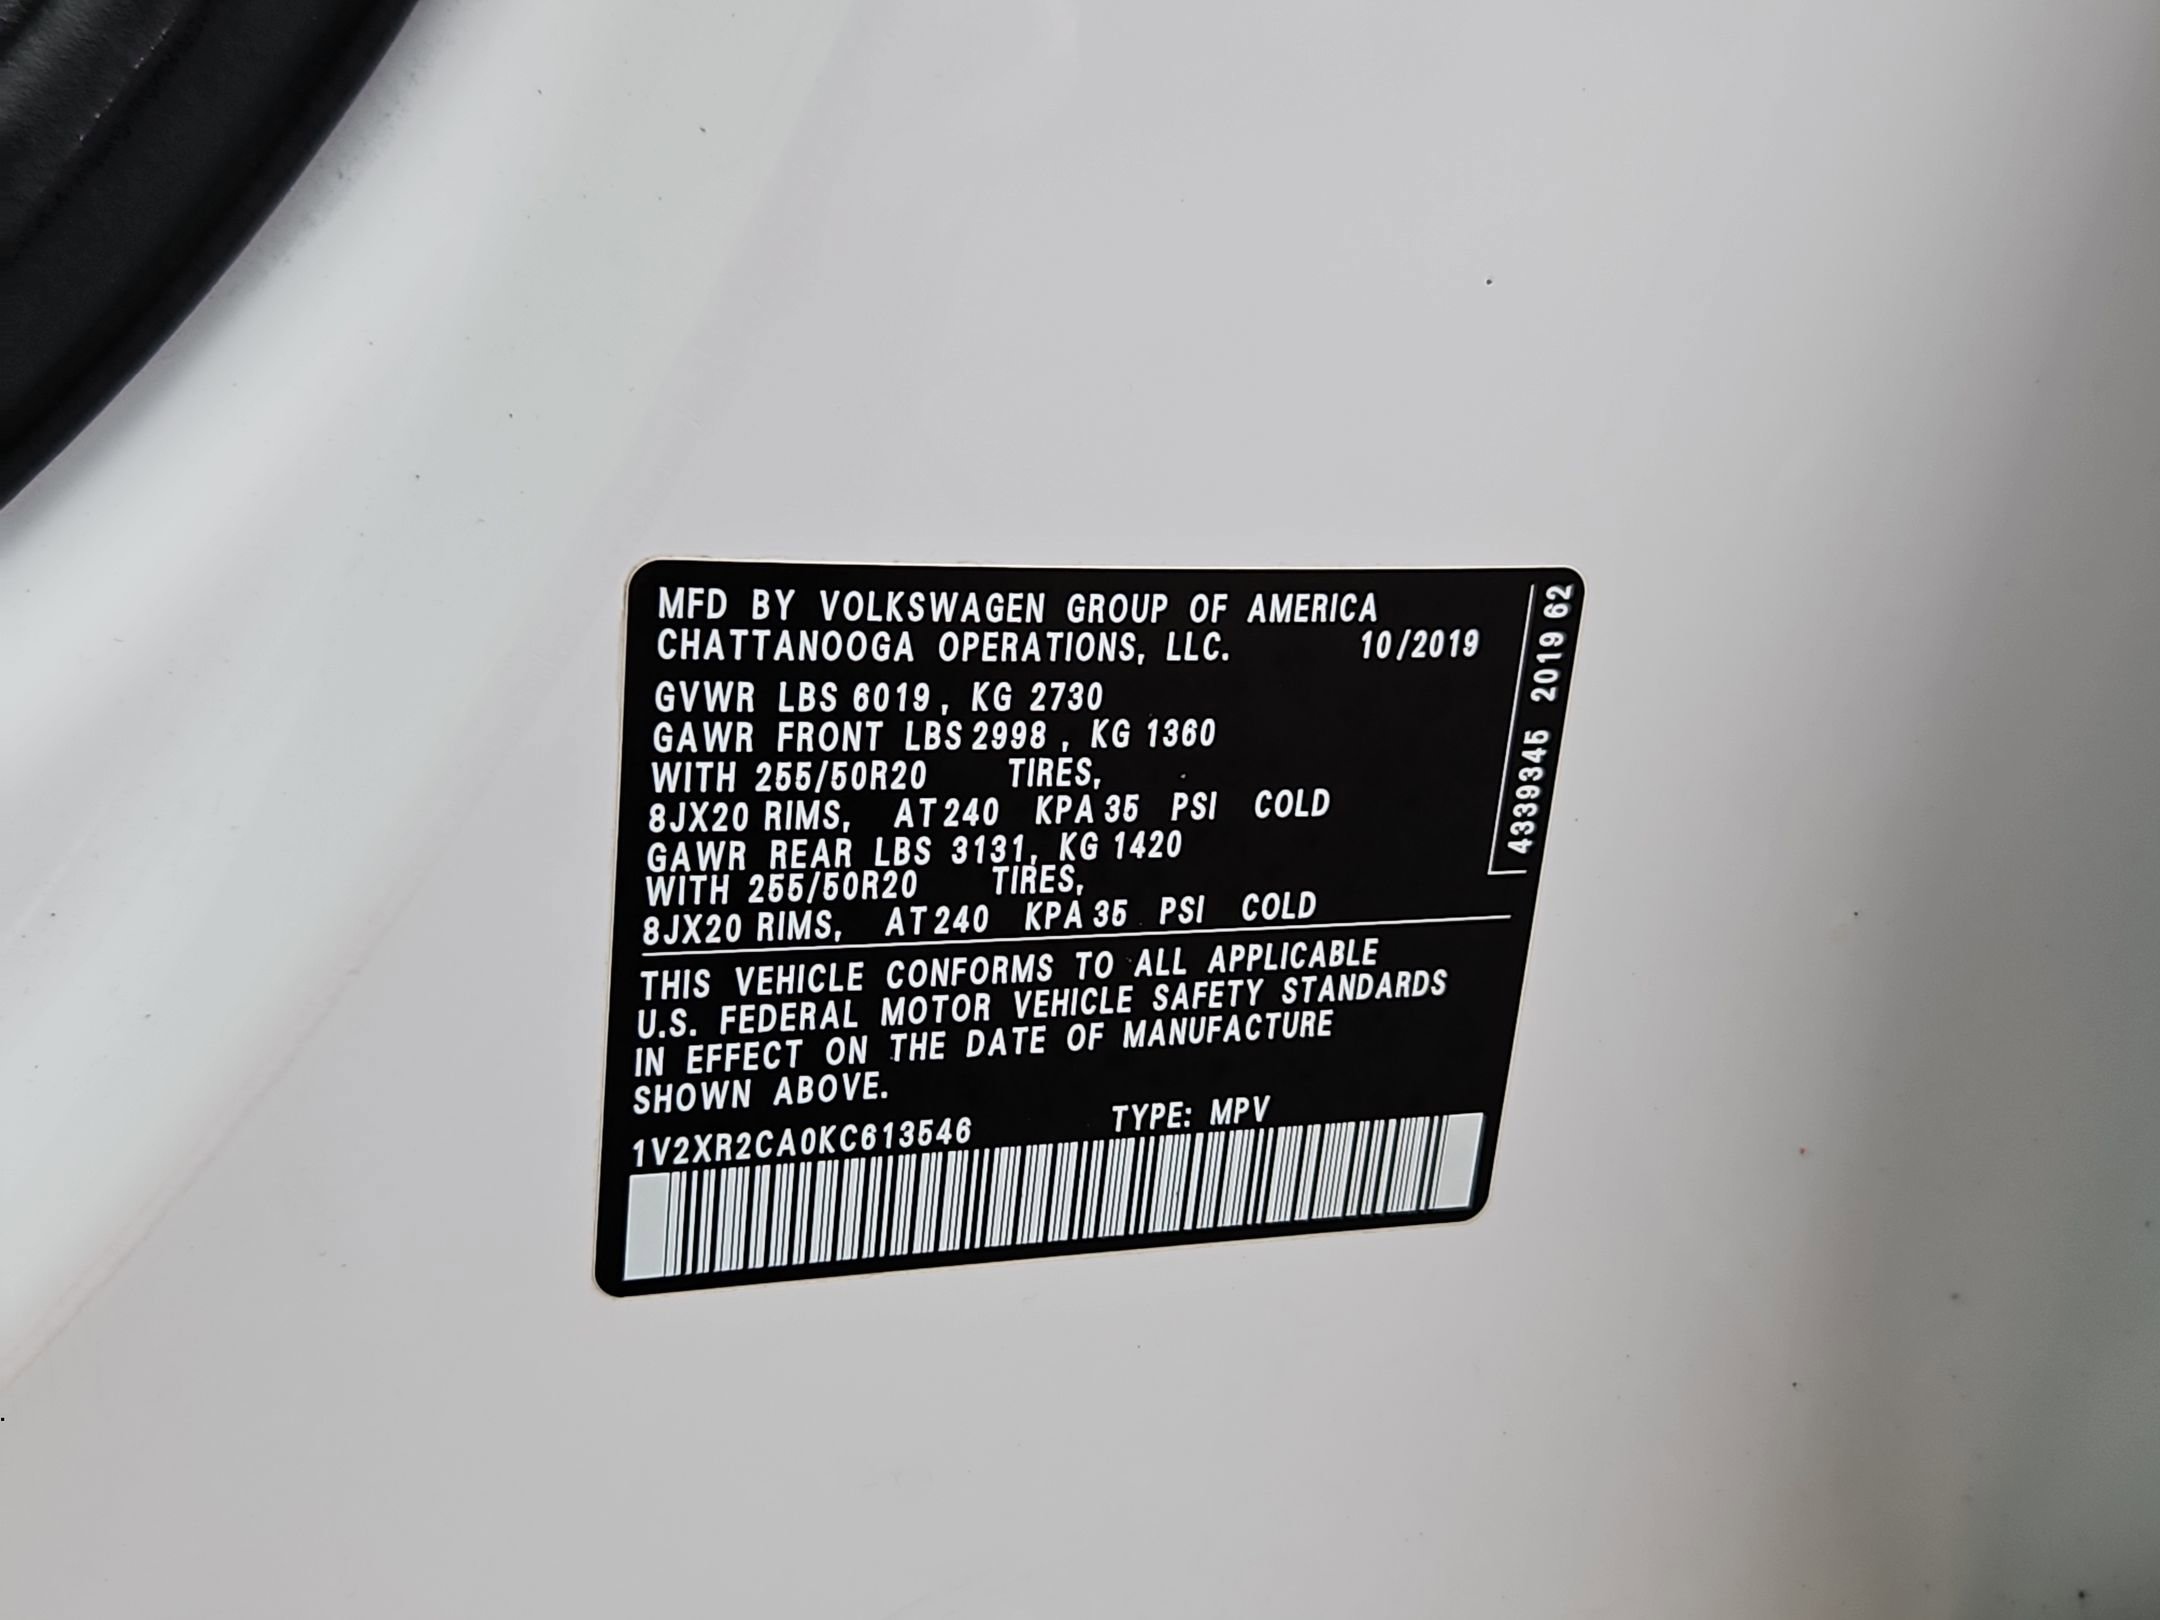 MFD BY VOLKSWAGEN GROUP OF AMERICA
CHATTANOOGA OPERATIONS, LLC. 10/2019
GVWR LBS 6019, KG 2730
GAWR FRONT LBS 2998, KG 1360
WITH 255/50R20 TIRES,
8JX20 RIMS, AT 240 KPA 35 PSI COLD
GAWR REAR LBS 3131, KG 1420
WITH 255/50R20 TIRES,
8JX20 RIMS, AT 240 KPA 35 PSI COLD
THIS VEHICLE CONFORMS TO ALL APPLICABLE
U.S. FEDERAL MOTOR VEHICLE SAFETY STANDARDS
IN EFFECT ON THE DATE OF MANUFACTURE
SHOWN ABOVE.
1V2XR2CA0KC613546 TYPE: MPV
4339345 2019 62